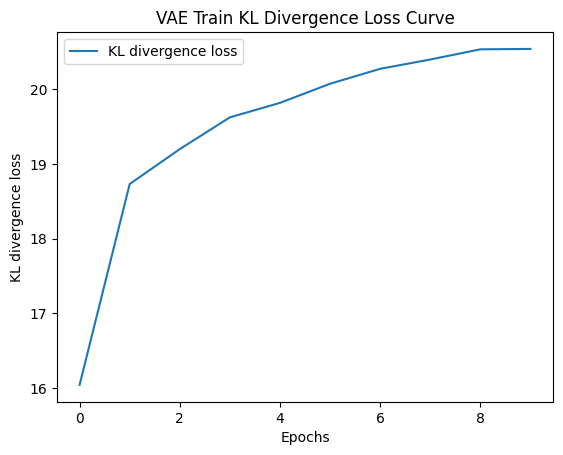 VAE Train KL Divergence Loss Curve
KL divergence loss
KL divergence loss
20
19
18
17
16
0 2 4 6 8
Epochs